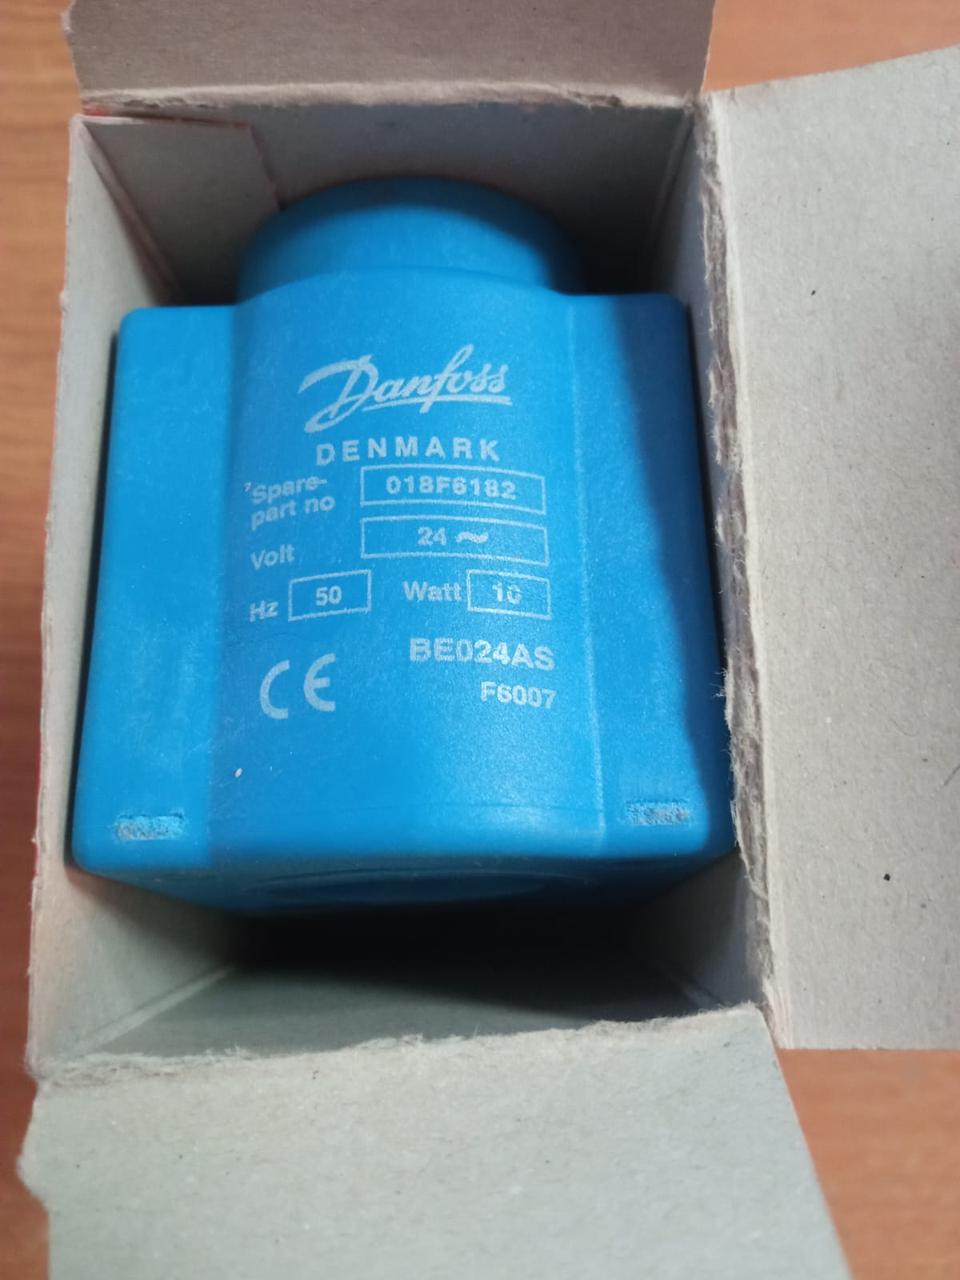 Danfoss
DENMARK
Spare-
part no 018F6182
Volt 24 ~
Hz 50 Watt 10
BE024AS
CE F6007